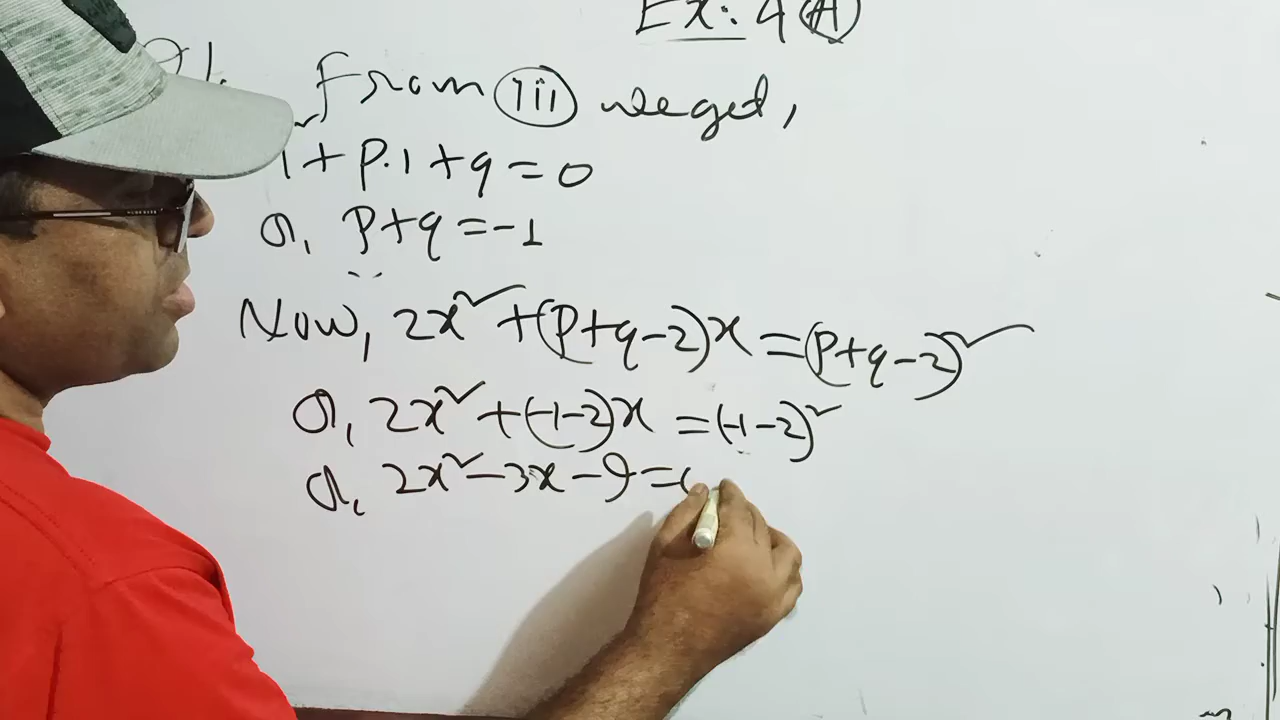 Ex: 4 (A)
From (iii) we get,
1² + p.1 + q = 0
or, p+q = -1
Now, 2x² + (p+q-2)x = (p+q-2)²
or, 2x² + (-1-2)x = (-1-2)²
or, 2x² - 3x - 9 =